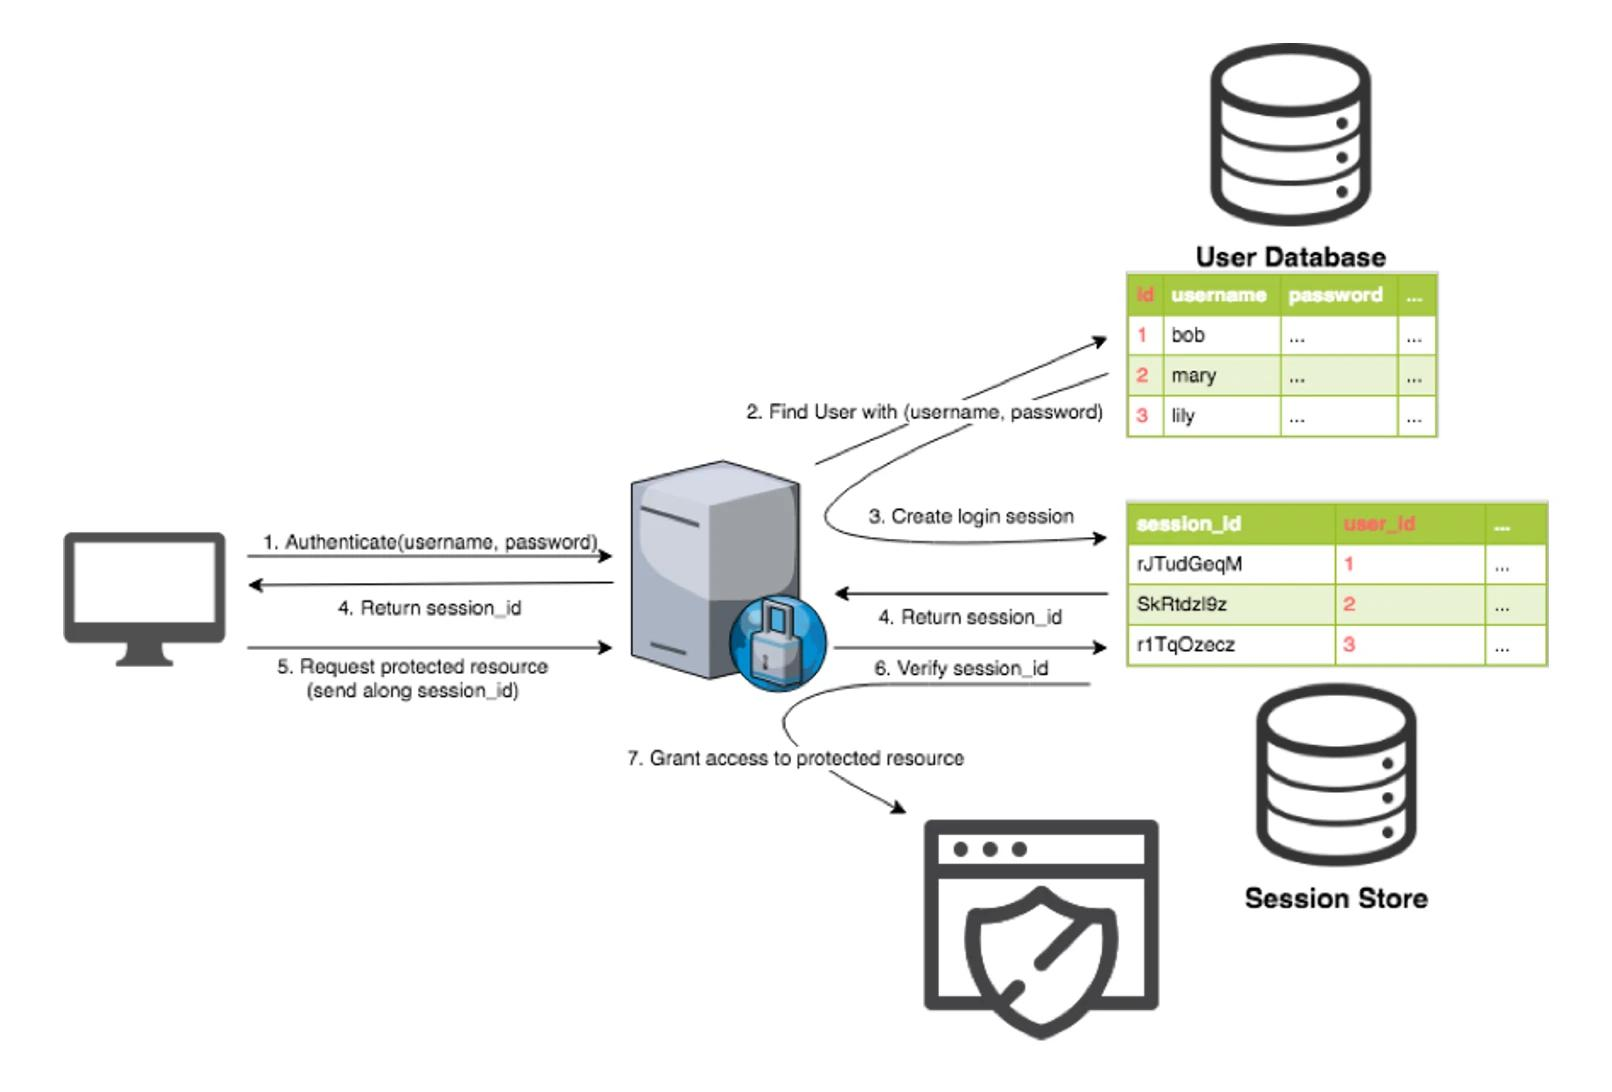 User Database
id username password ...
1 bob ... ...
2 mary ... ...
3 lily ... ...
2. Find User with (username, password)
3. Create login session
session_id user_id ...
rJTudGeqM 1 ...
SkRtdzl9z 2 ...
r1TqOzecz 3 ...
1. Authenticate(username, password)
4. Return session_id
4. Return session_id
5. Request protected resource
(send along session_id)
6. Verify session_id
7. Grant access to protected resource
Session Store